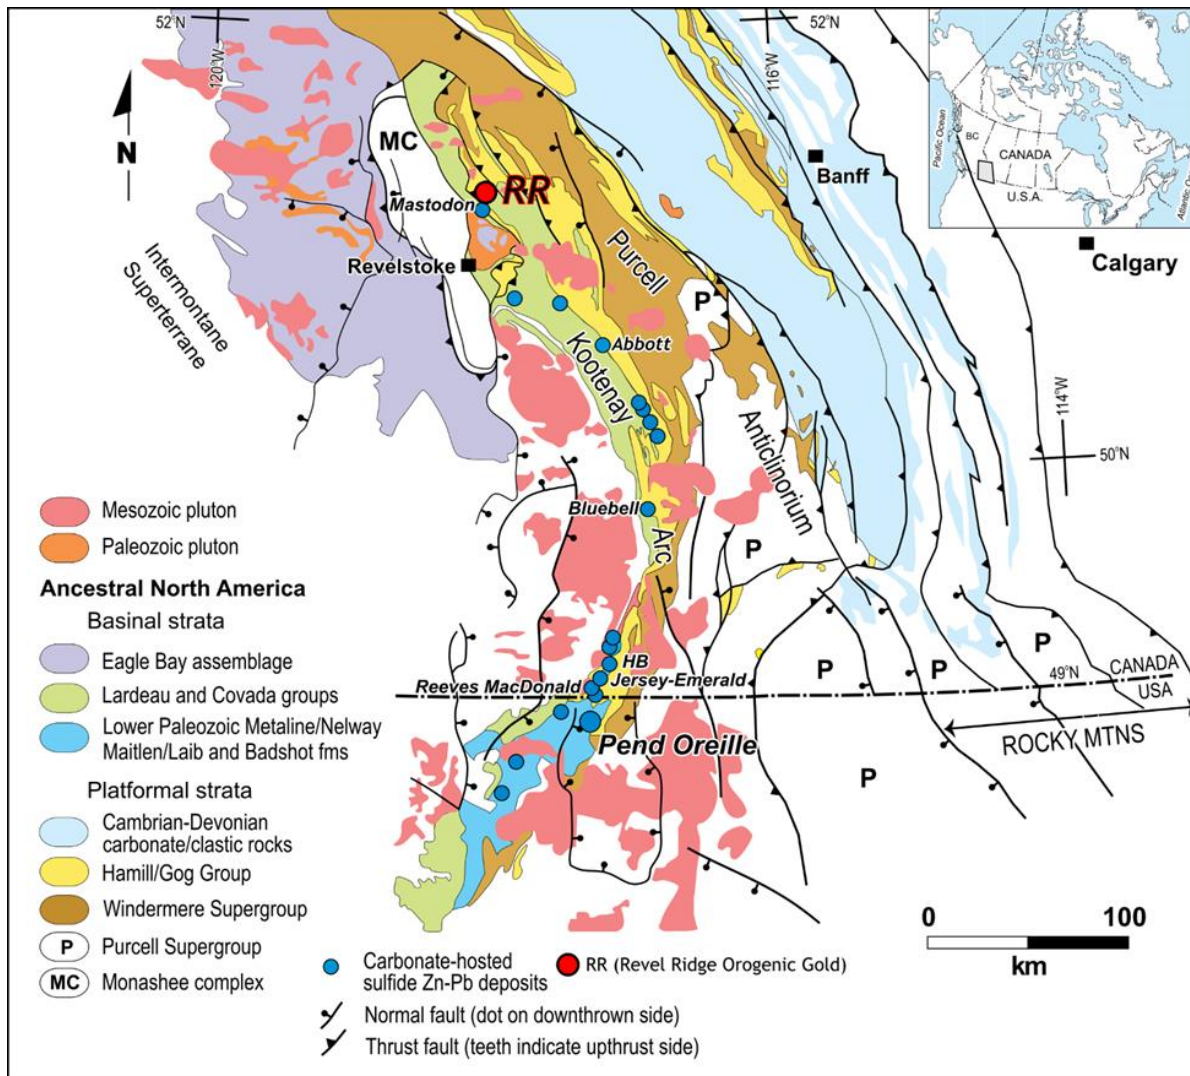 52°N
120°W
N
MC
RR
Mastodon
Revelstoke
Intermontane
Superterrane
116°W
52°N
Banff
Calgary
Pacific Ocean
BC
CANADA
U.S.A.
Atlantic
Purcell
Anticlinorium
P
Kootenay
Arc
Abbott
114°W
50°N
Bluebell
P
HB
Jersey-Emerald
Reeves MacDonald
Pend Oreille
P
P
P
P
49°N
CANADA
USA
ROCKY MTNS
Mesozoic pluton
Paleozoic pluton
Ancestral North America
Basinal strata
Eagle Bay assemblage
Lardeau and Covada groups
Lower Paleozoic Metaline/Nelway
Maitlen/Laib and Badshot fms
Platformal strata
Cambrian-Devonian
carbonate/clastic rocks
Hamill/Gog Group
Windermere Supergroup
P Purcell Supergroup
MC Monashee complex
Carbonate-hosted
sulfide Zn-Pb deposits
RR (Revel Ridge Orogenic Gold)
Normal fault (dot on downthrown side)
Thrust fault (teeth indicate upthrust side)
0 100
km